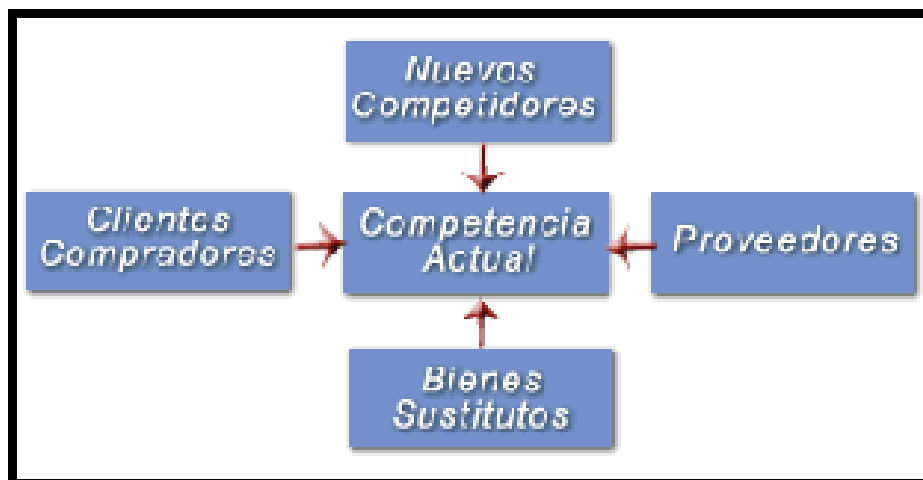 Nuevos
Competidores
Clientes
Compradores
Competencia
Actual
Proveedores
Bienes
Sustitutos